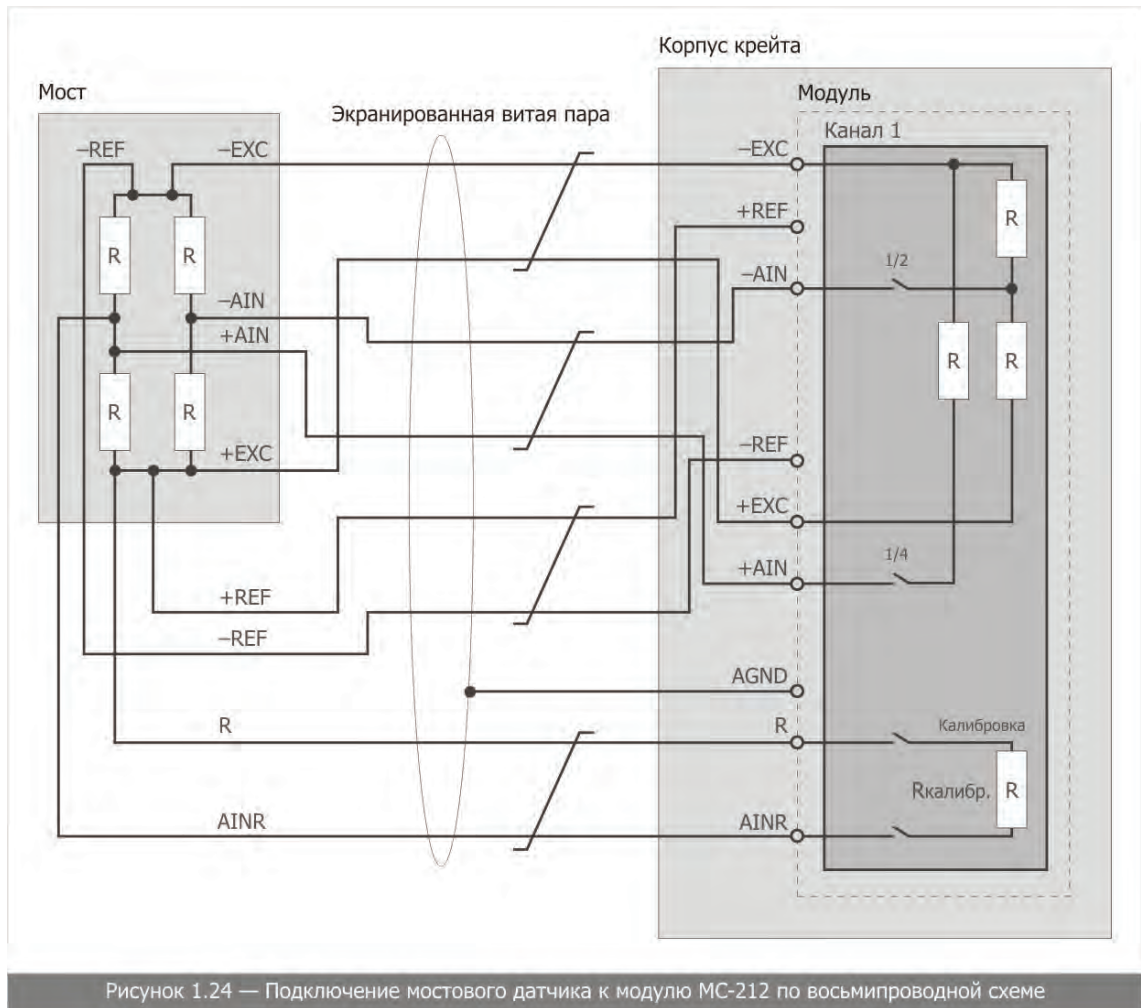 Корпус крейта
Мост
Экранированная витая пара
Модуль
Канал 1
–REF
–EXC
–EXC
+REF
R
R
R
1/2
–AIN
–AIN
+AIN
R
R
R
R
+EXC
–REF
+EXC
1/4
+AIN
+REF
–REF
AGND
R
R
Калибровка
Rкалибр.
R
AINR
AINR
Рисунок 1.24 — Подключение мостового датчика к модулю МС-212 по восьмипроводной схеме